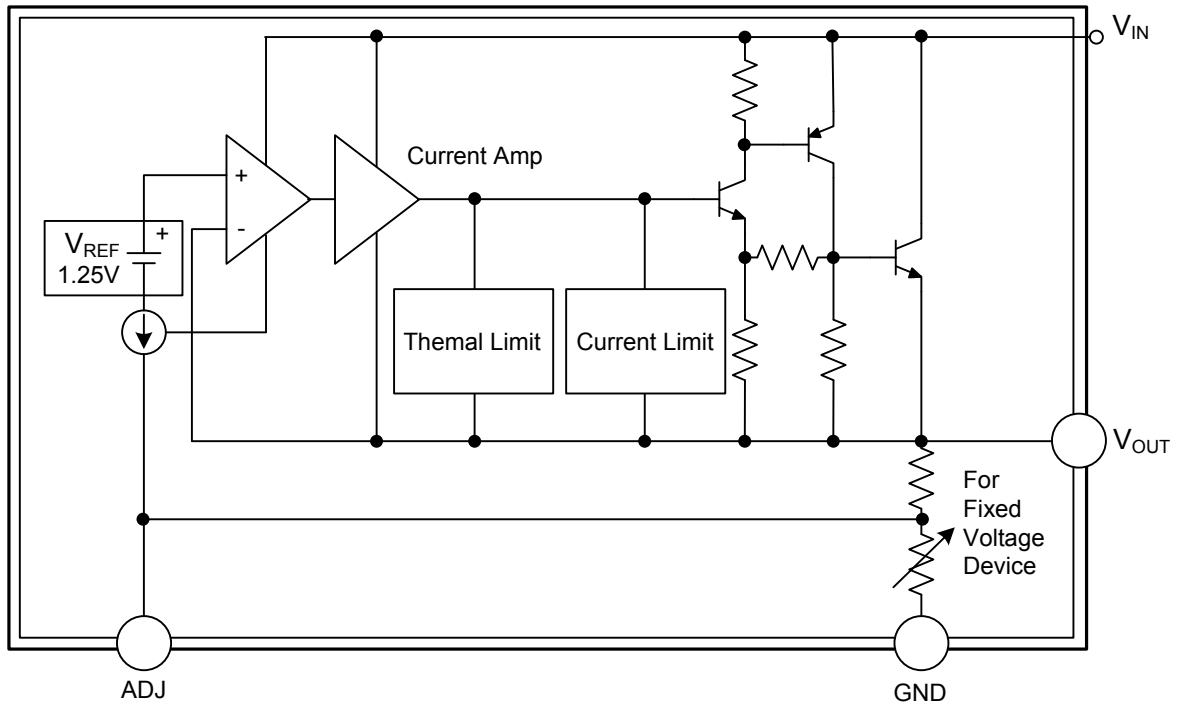 V_IN
Current Amp
+
-
V_REF
+
1.25V
Themal Limit
Current Limit
V_OUT
For
Fixed
Voltage
Device
ADJ
GND